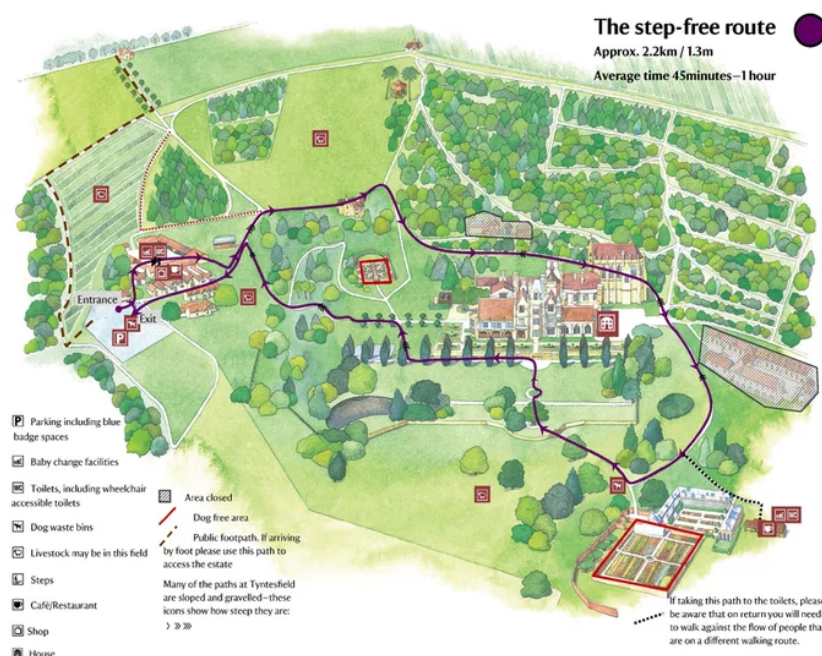 The step-free route
Approx. 2.2km / 1.3m
Average time 45minutes–1 hour
Entrance
Exit
P
P Parking including blue
badge spaces
Baby change facilities
WC Toilets, including wheelchair
accessible toilets
Dog waste bins
Livestock may be in this field
Steps
Café/Restaurant
Shop
House
Area closed
Dog free area
Public footpath. If arriving
by foot please use this path to
access the estate
Many of the paths at Tyntesfield
are sloped and gravelled–these
icons show how steep they are:
WC
WC
If taking this path to the toilets, please
be aware that on return you will need
to walk against the flow of people tha
are on a different walking route.